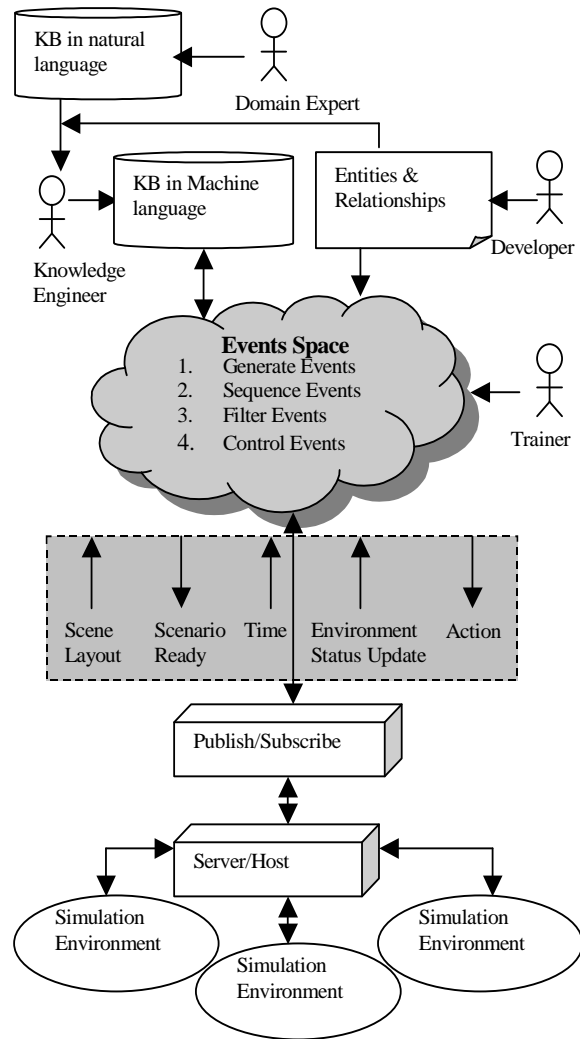 KB in natural
language
Domain Expert
KB in Machine
language
Entities &
Relationships
Knowledge
Engineer
Developer
Events Space
1. Generate Events
2. Sequence Events
3. Filter Events
4. Control Events
Trainer
Scene
Layout
Scenario
Ready
Time
Environment
Status Update
Action
Publish/Subscribe
Server/Host
Simulation
Environment
Simulation
Environment
Simulation
Environment